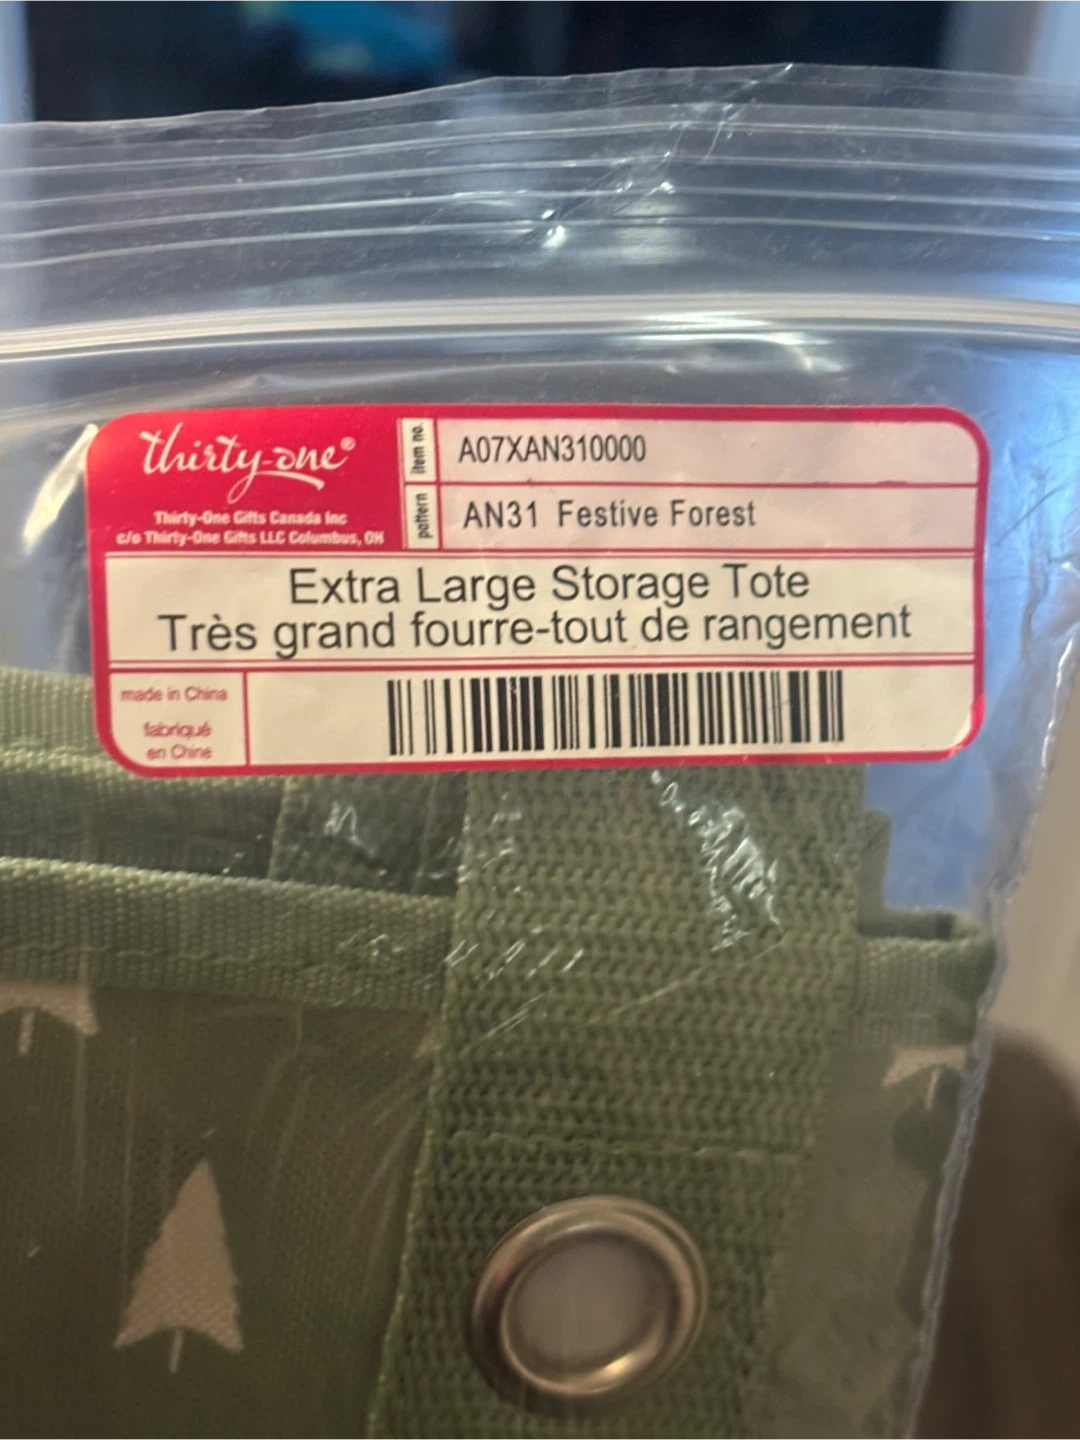 thirty-one®
Thirty-One Gifts Canada Inc
c/o Thirty-One Gifts LLC Columbus, OH
item no.
A07XAN310000
pattern
AN31 Festive Forest
Extra Large Storage Tote
Très grand fourre-tout de rangement
made in China
fabriqué
en Chine